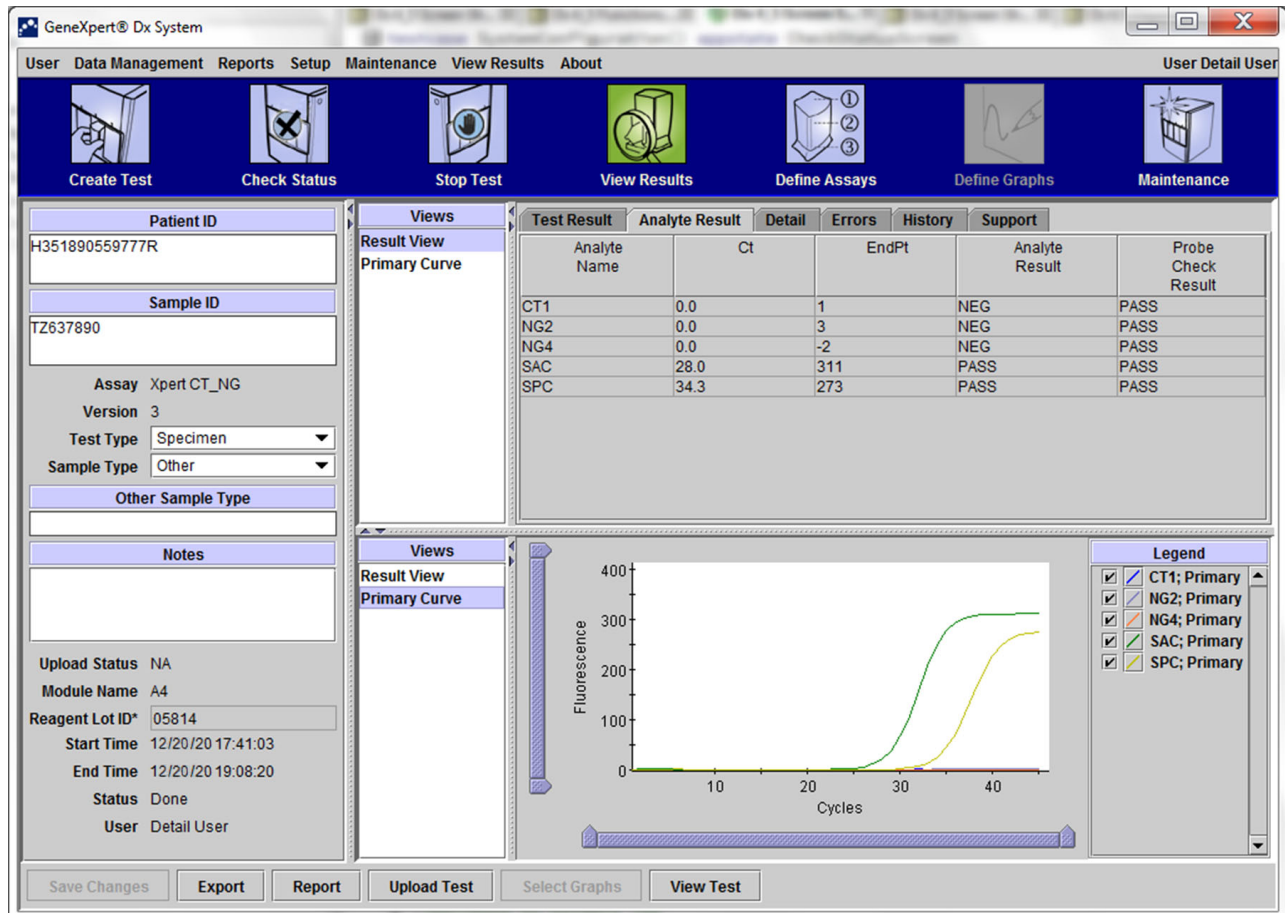 GeneXpert® Dx System
User Data Management Reports Setup Maintenance View Results About User Detail User
Create Test Check Status Stop Test View Results Define Assays Define Graphs Maintenance
①
②
③
Patient ID
H351890559777R
Sample ID
TZ637890
Assay Xpert CT_NG
Version 3
Test Type Specimen
Sample Type Other
Other Sample Type
Notes
Upload Status NA
Module Name A4
Reagent Lot ID* 05814
Start Time 12/20/20 17:41:03
End Time 12/20/20 19:08:20
Status Done
User Detail User
Views
Result View
Primary Curve
Test Result Analyte Result Detail Errors History Support
Analyte Name Ct EndPt Analyte Result Probe Check Result
CT1 0.0 1 NEG PASS
NG2 0.0 3 NEG PASS
NG4 0.0 -2 NEG PASS
SAC 28.0 311 PASS PASS
SPC 34.3 273 PASS PASS
Views
Result View
Primary Curve
Fluorescence
400
300
200
100
0
10 20 30 40
Cycles
Legend
CT1; Primary
NG2; Primary
NG4; Primary
SAC; Primary
SPC; Primary
Save Changes Export Report Upload Test Select Graphs View Test